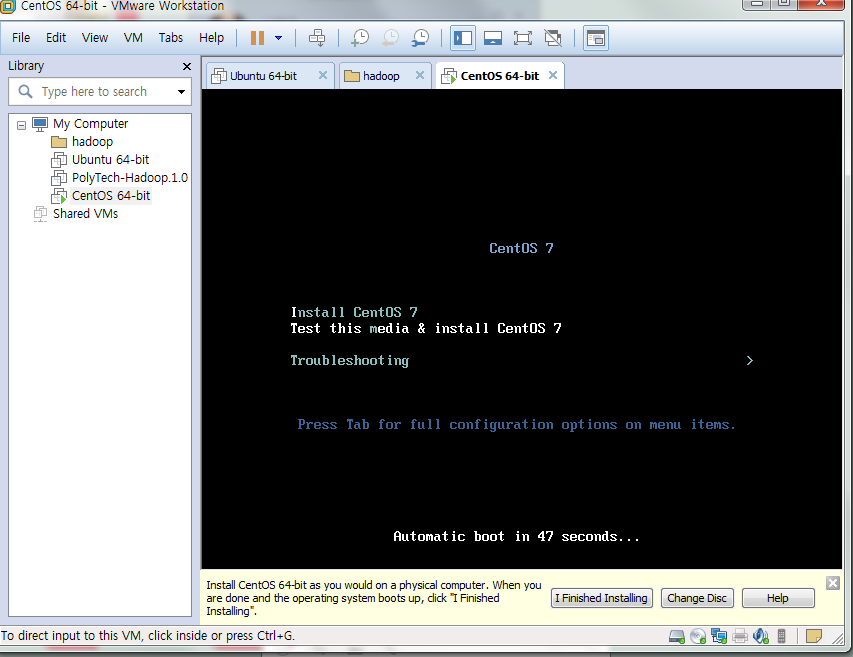 CentOS 64-bit - VMware Workstation
File Edit View VM Tabs Help
Library
Type here to search
My Computer
hadoop
Ubuntu 64-bit
PolyTech-Hadoop.1.0
CentOS 64-bit
Shared VMs
Ubuntu 64-bit hadoop CentOS 64-bit
CentOS 7
Install CentOS 7
Test this media & install CentOS 7
Troubleshooting >
Press Tab for full configuration options on menu items.
Automatic boot in 47 seconds...
Install CentOS 64-bit as you would on a physical computer. When you
are done and the operating system boots up, click "I Finished
Installing".
I Finished Installing Change Disc Help
To direct input to this VM, click inside or press Ctrl+G.